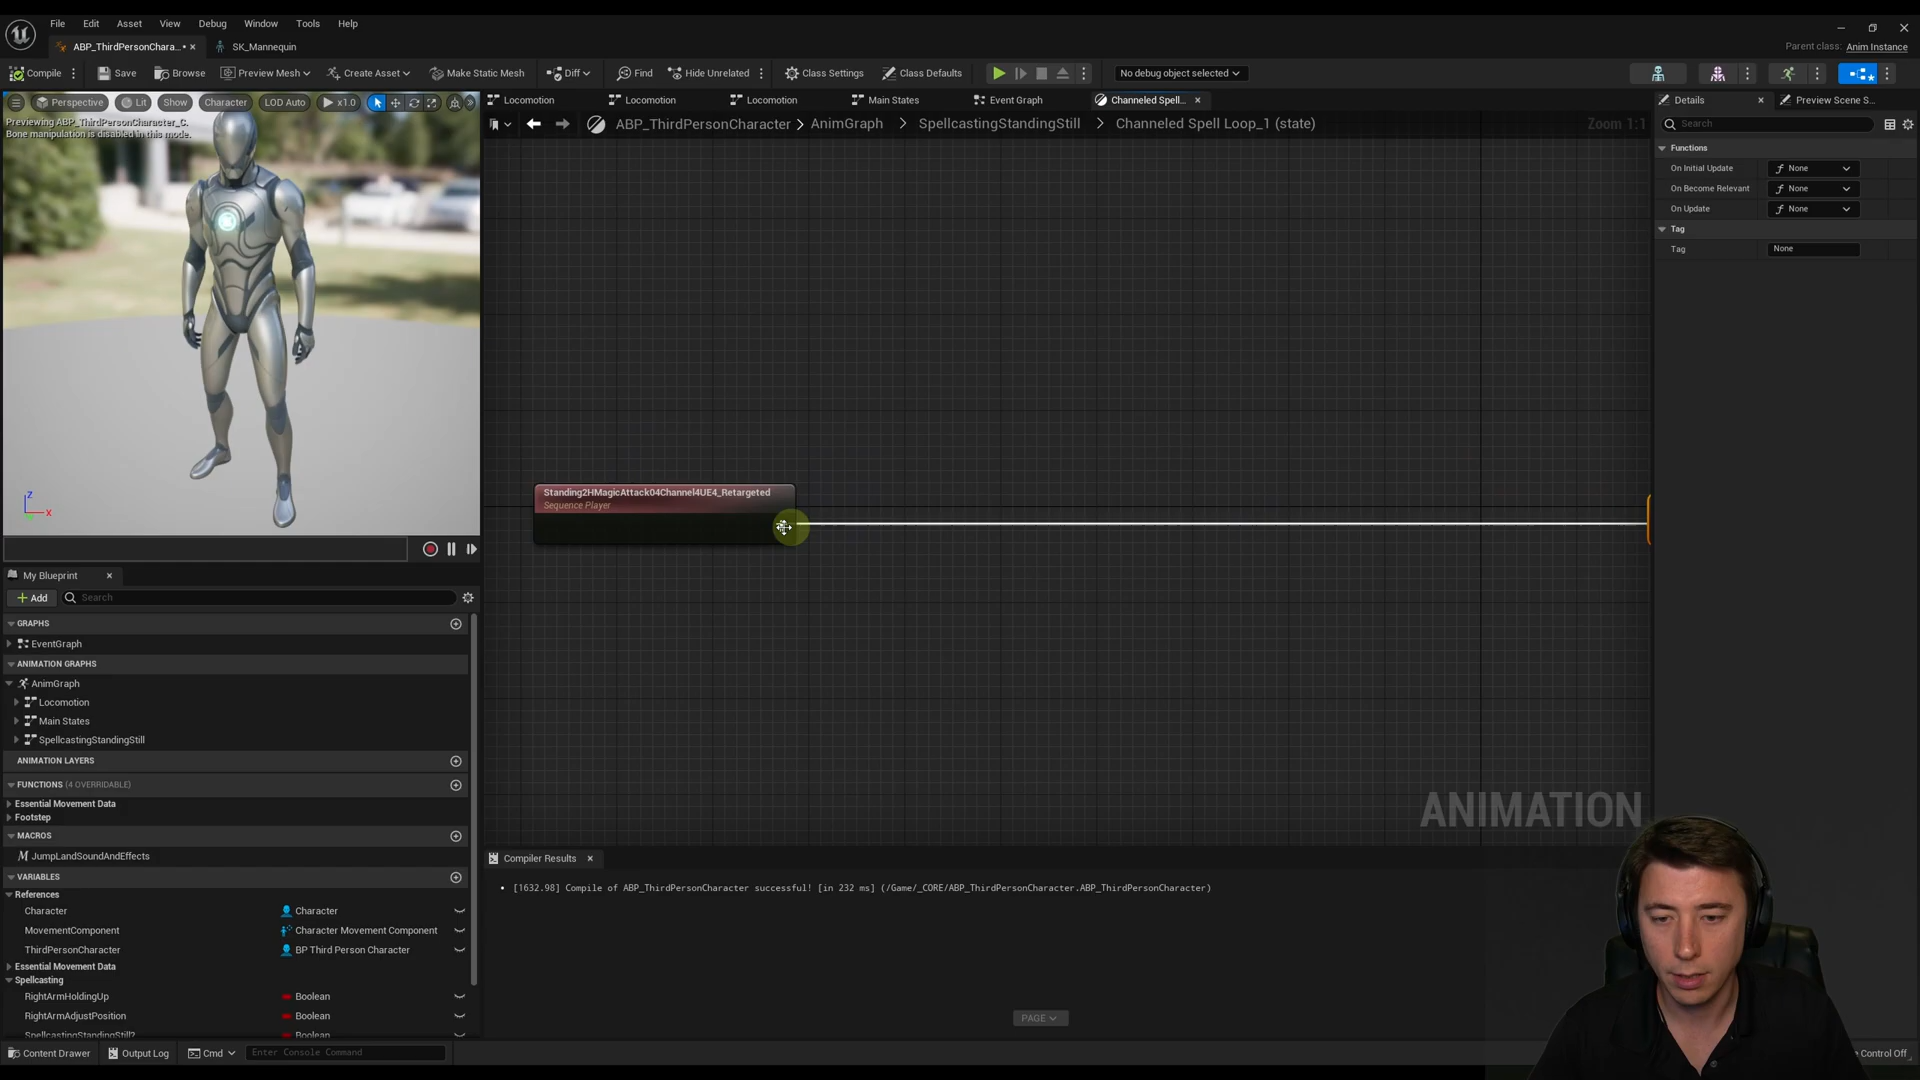 File Edit Asset View Debug Window Tools Help
ABP_ThirdPersonChara...• SK_Mannequin
Parent class: Anim Instance
Compile Save Browse Preview Mesh Create Asset Make Static Mesh Diff Find Hide Unrelated Class Settings Class Defaults No debug object selected
Perspective Lit Show Character LOD Auto x1.0
Previewing ABP_ThirdPersonCharacter_C.
Bone manipulation is disabled in this mode.
Z
X
Locomotion Locomotion Locomotion Main States Event Graph Channeled Spell...
ABP_ThirdPersonCharacter > AnimGraph > SpellcastingStandingStill > Channeled Spell Loop_1 (state)
Zoom 1:1
Standing2HMagicAttack04Channel4UE4_Retargeted
Sequence Player
ANIMATION
Details Preview Scene S...
Search
Functions
On Initial Update None
On Become Relevant None
On Update None
Tag
Tag None
My Blueprint
Add Search
GRAPHS
EventGraph
ANIMATION GRAPHS
AnimGraph
Locomotion
Main States
SpellcastingStandingStill
ANIMATION LAYERS
FUNCTIONS (4 OVERRIDABLE)
Essential Movement Data
Footstep
MACROS
JumpLandSoundAndEffects
VARIABLES
References
Character Character
MovementComponent Character Movement Component
ThirdPersonCharacter BP Third Person Character
Essential Movement Data
Spellcasting
RightArmHoldingUp Boolean
RightArmAdjustPosition Boolean
SpellcastingStandingStill? Boolean
Compiler Results
• [1632.98] Compile of ABP_ThirdPersonCharacter successful! [in 232 ms] (/Game/_CORE/ABP_ThirdPersonCharacter.ABP_ThirdPersonCharacter)
PAGE
Content Drawer Output Log Cmd Enter Console Command
Control Off